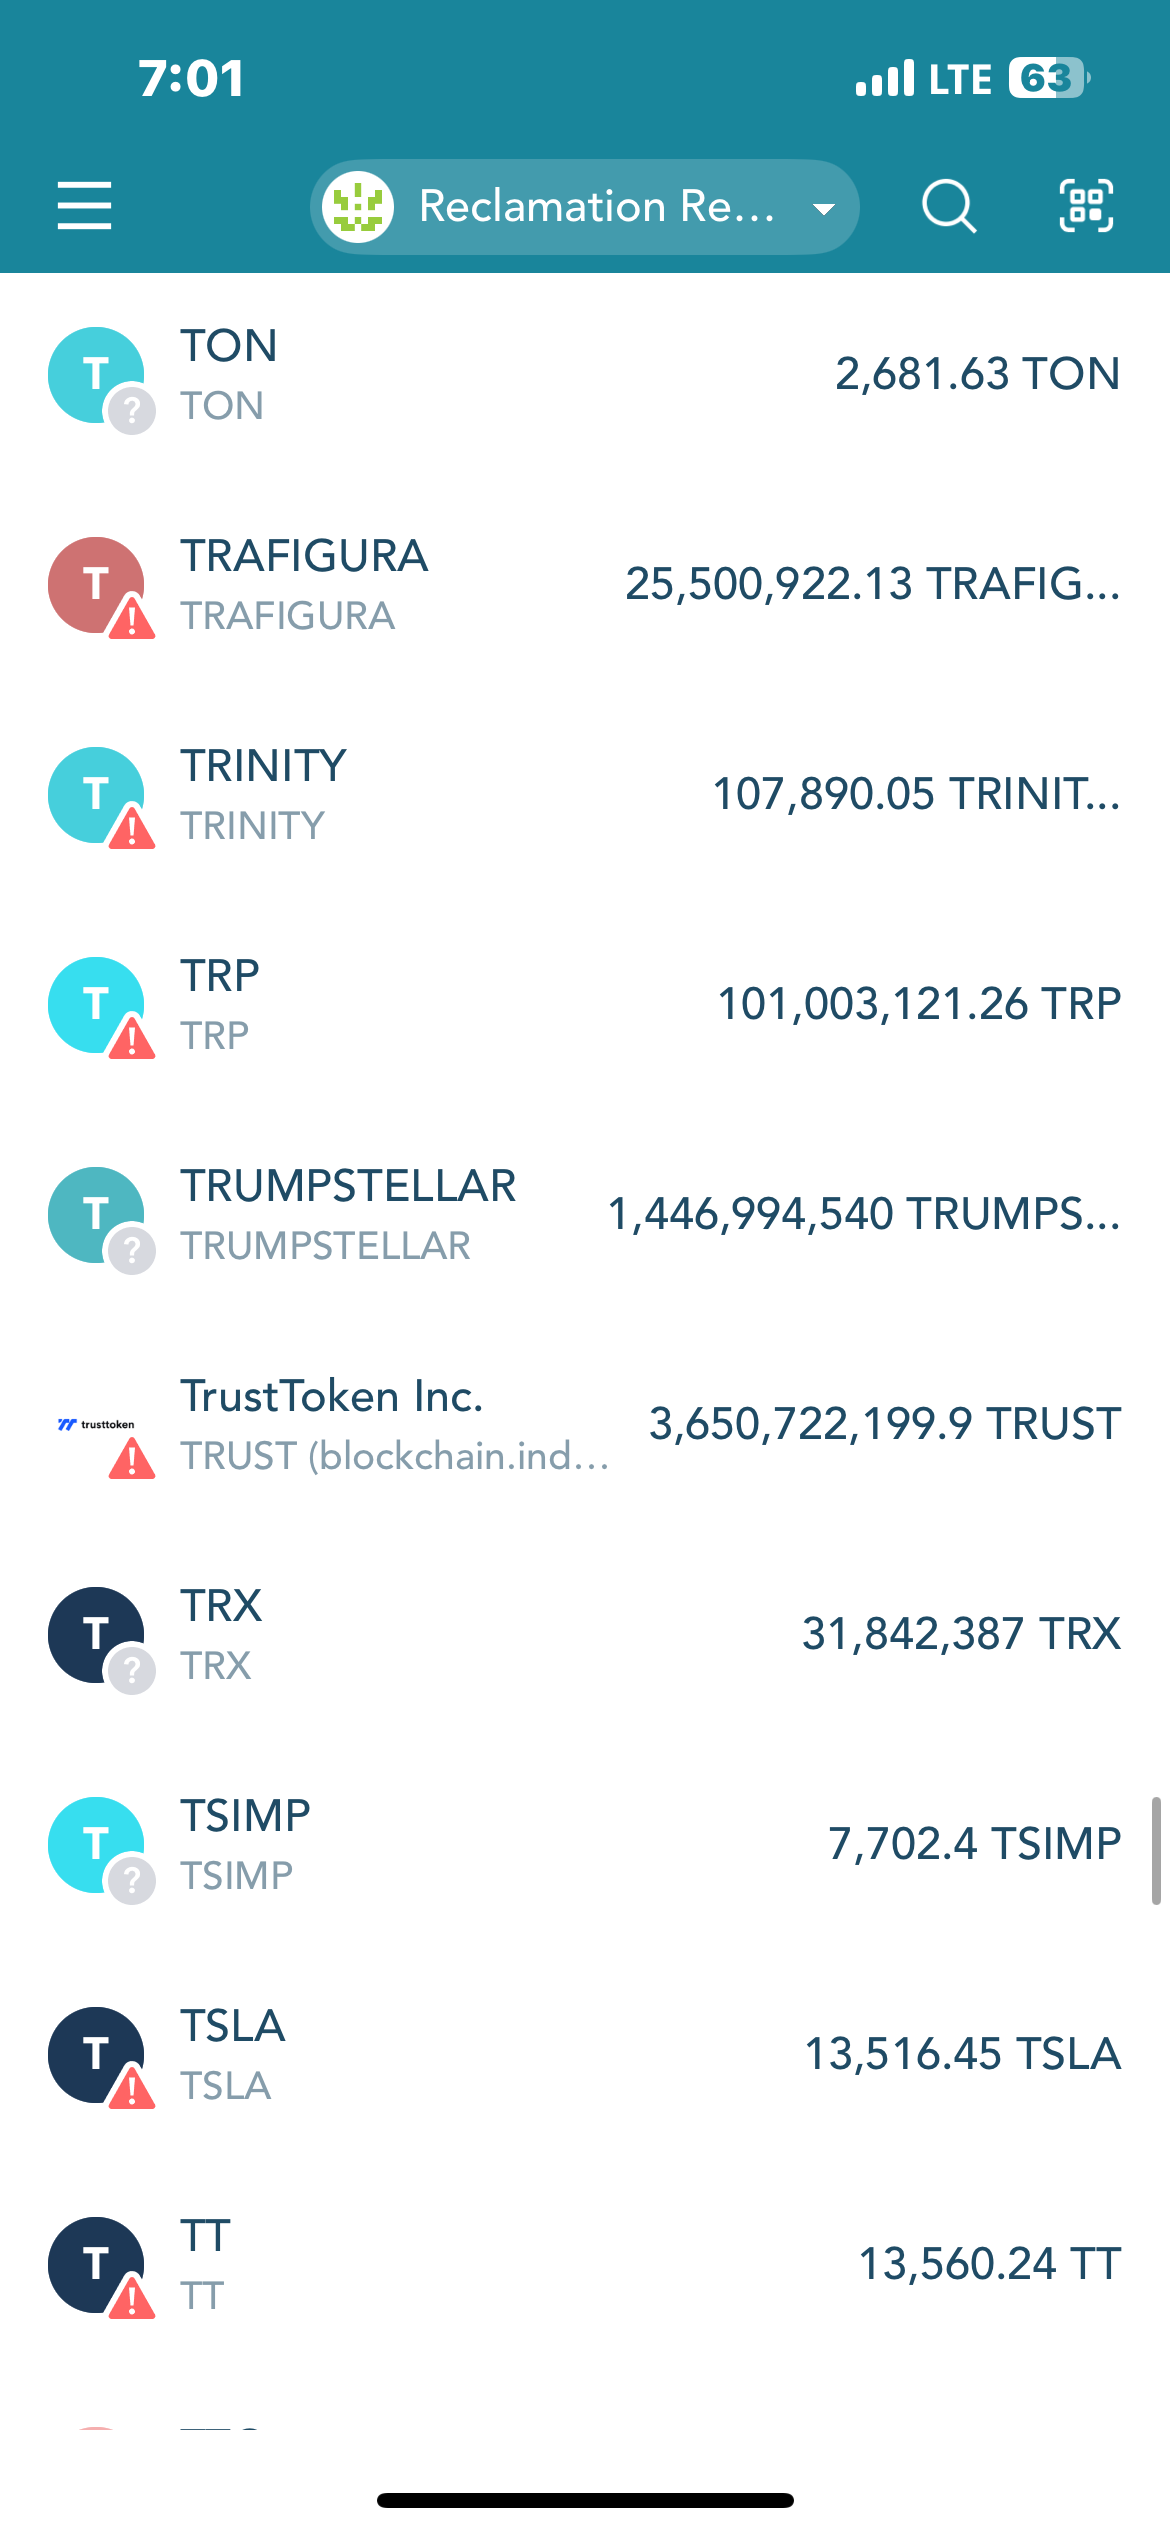 7:01
LTE 63
Reclamation Re...
T
?
TON
TON
2,681.63 TON
T
TRAFIGURA
TRAFIGURA
25,500,922.13 TRAFIG...
T
TRINITY
TRINITY
107,890.05 TRINIT...
T
TRP
TRP
101,003,121.26 TRP
T
?
TRUMPSTELLAR
TRUMPSTELLAR
1,446,994,540 TRUMPS...
trusttoken
TrustToken Inc.
TRUST (blockchain.ind...
3,650,722,199.9 TRUST
T
?
TRX
TRX
31,842,387 TRX
T
?
TSIMP
TSIMP
7,702.4 TSIMP
T
TSLA
TSLA
13,516.45 TSLA
T
TT
TT
13,560.24 TT